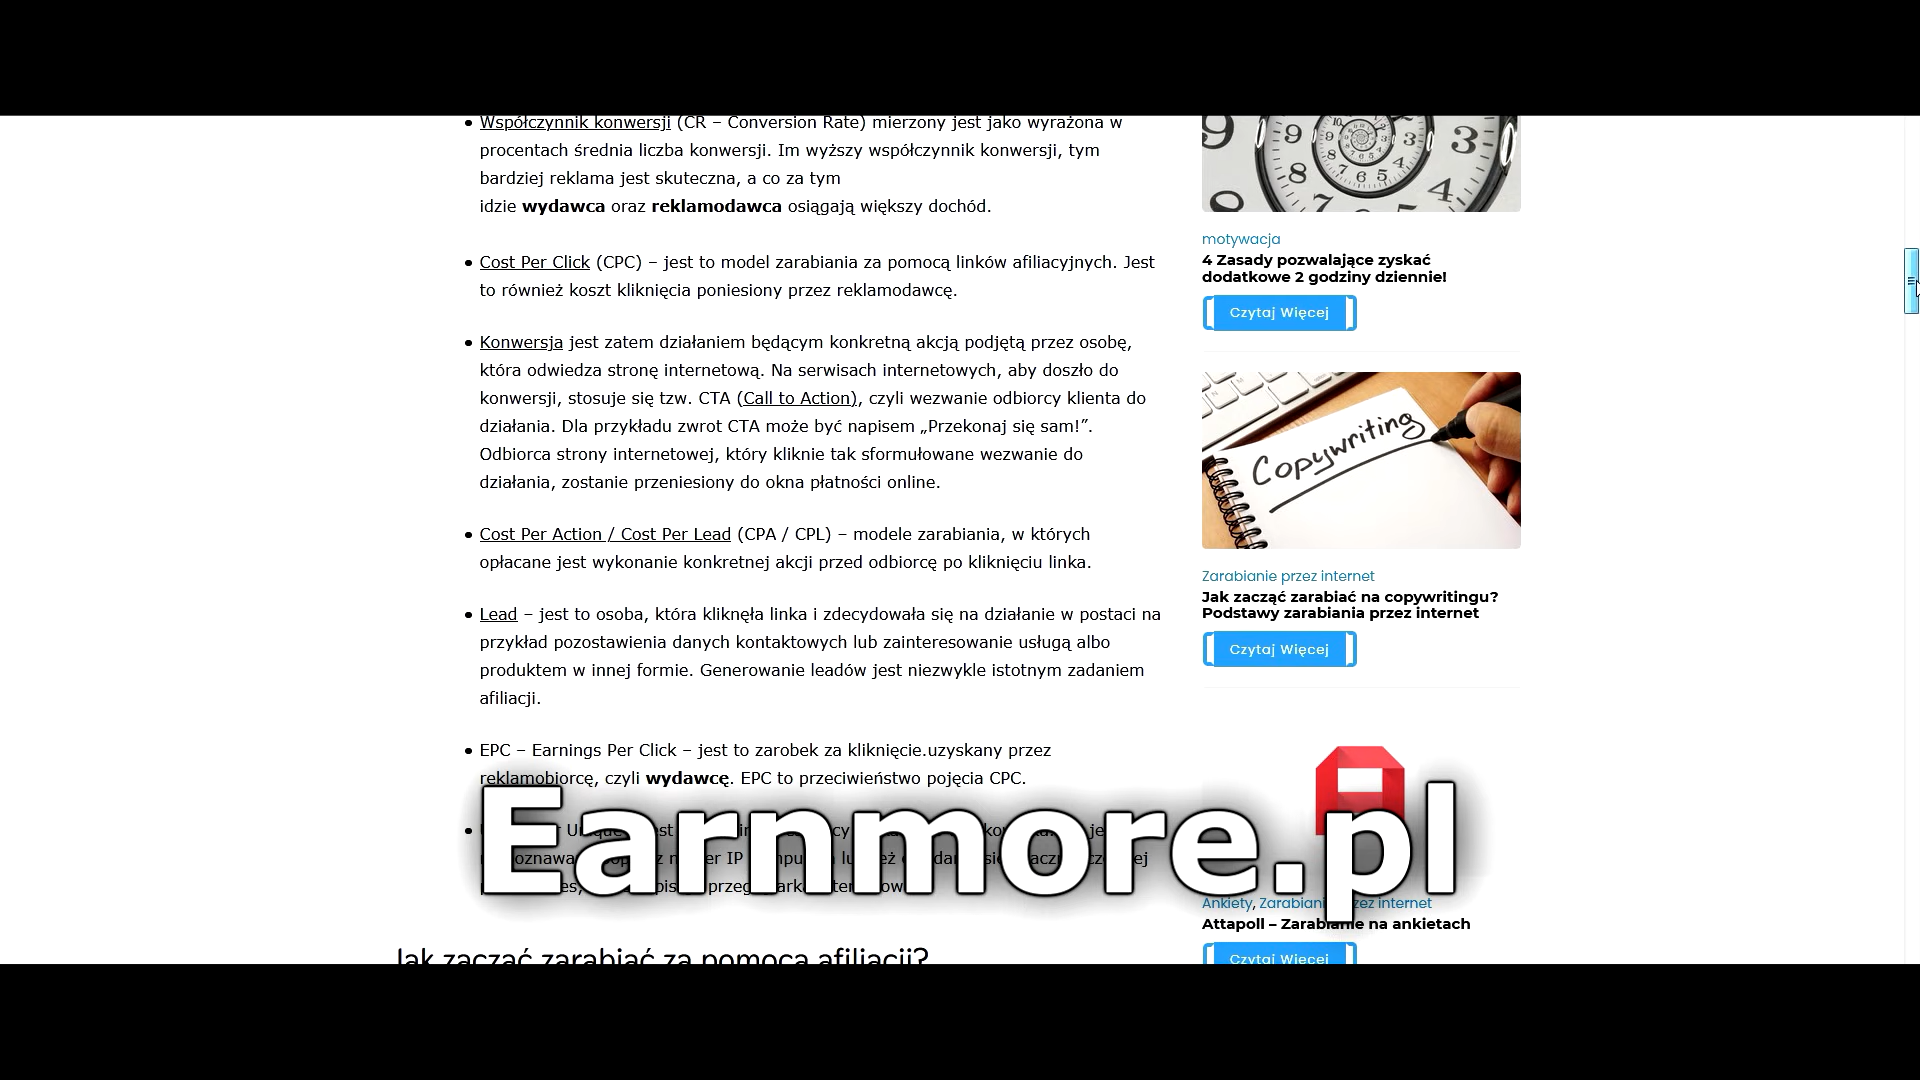 Współczynnik konwersji (CR – Conversion Rate) mierzony jest jako wyrażona w
procentach średnia liczba konwersji. Im wyższy współczynnik konwersji, tym
bardziej reklama jest skuteczna, a co za tym
idzie wydawca oraz reklamodawca osiągają większy dochód.
Cost Per Click (CPC) – jest to model zarabiania za pomocą linków afiliacyjnych. Jest
to również koszt kliknięcia poniesiony przez reklamodawcę.
Konwersja jest zatem działaniem będącym konkretną akcją podjętą przez osobę,
która odwiedza stronę internetową. Na serwisach internetowych, aby doszło do
konwersji, stosuje się tzw. CTA (Call to Action), czyli wezwanie odbiorcy klienta do
działania. Dla przykładu zwrot CTA może być napisem „Przekonaj się sam!”.
Odbiorca strony internetowej, który kliknie tak sformułowane wezwanie do
działania, zostanie przeniesiony do okna płatności online.
Cost Per Action / Cost Per Lead (CPA / CPL) – modele zarabiania, w których
opłacane jest wykonanie konkretnej akcji przed odbiorcę po kliknięciu linka.
Lead – jest to osoba, która kliknęła linka i zdecydowała się na działanie w postaci na
przykład pozostawienia danych kontaktowych lub zainteresowanie usługą albo
produktem w innej formie. Generowanie leadów jest niezwykle istotnym zadaniem
afiliacji.
EPC – Earnings Per Click – jest to zarobek za kliknięcie.uzyskany przez
reklamobiorcę, czyli wydawcę. EPC to przeciwieństwo pojęcia CPC.
Earnmore.pl
Jak zacząć zarabiać za pomocą afiliacji?
motywacja
4 Zasady pozwalające zyskać
dodatkowe 2 godziny dziennie!
Czytaj Więcej
Copywriting
Zarabianie przez internet
Jak zacząć zarabiać na copywritingu?
Podstawy zarabiania przez internet
Czytaj Więcej
Ankiety, Zarabianie przez internet
Attapoll – Zarabianie na ankietach
Czytaj Więcej